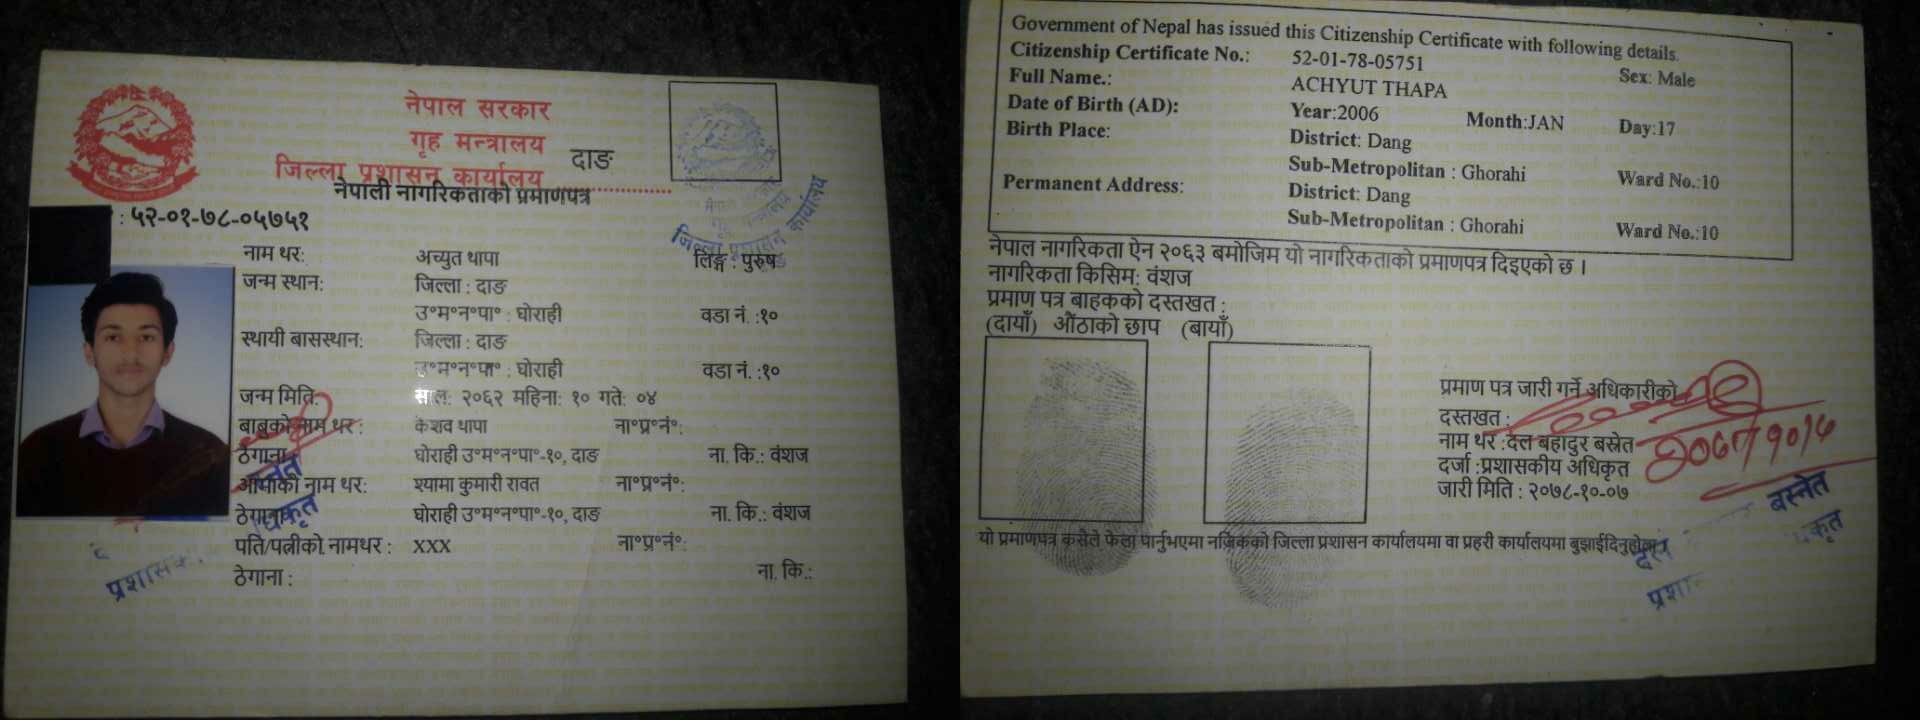 नेपाल सरकार
गृह मन्त्रालय
जिल्ला प्रशासन कार्यालय दाङ
नेपाली नागरिकताको प्रमाणपत्र
: ५२-०१-७८-०५७५१
नाम थर: अच्युत थापा लिङ्ग : पुरुष
जन्म स्थान: जिल्ला : दाङ
उ°म°न°पा° : घोराही वडा नं. :१०
स्थायी बासस्थान: जिल्ला : दाङ
उ°म°न°पा° : घोराही वडा नं. :१०
जन्म मिति: साल: २०६२ महिना: १० गते: ०४
बाबुको नाम थर : केशव थापा ना°प्र°नं°:
ठेगाना : घोराही उ°म°न°पा°-१०, दाङ ना. कि.: वंशज
आमाको नाम थर: श्यामा कुमारी रावत ना°प्र°नं°:
ठेगाना : घोराही उ°म°न°पा°-१०, दाङ ना. कि.: वंशज
पति/पत्नीको नामथर : XXX ना°प्र°नं°:
ठेगाना : ना. कि.:
जिल्ला प्रशासन कार्यालय
Government of Nepal has issued this Citizenship Certificate with following details.
Citizenship Certificate No.: 52-01-78-05751 Sex: Male
Full Name.: ACHYUT THAPA
Date of Birth (AD): Year:2006 Month:JAN Day:17
Birth Place: District: Dang
Sub-Metropolitan : Ghorahi Ward No.:10
Permanent Address: District: Dang
Sub-Metropolitan : Ghorahi Ward No.:10
नेपाल नागरिकता ऐन २०६३ बमोजिम यो नागरिकताको प्रमाणपत्र दिइएको छ ।
नागरिकता किसिम: वंशज
प्रमाण पत्र बाहकको दस्तखत :
(दायाँ) औंठाको छाप (बायाँ)
प्रमाण पत्र जारी गर्ने अधिकारीको
दस्तखत :
नाम थर : देल बहादुर बस्नेत
दर्जा :प्रशासकीय अधिकृत
जारी मिति : २०७८-१०-०७
यो प्रमाणपत्र कसैले फेला पार्नुभएमा नजिकको जिल्ला प्रशासन कार्यालयमा वा प्रहरी कार्यालयमा बुझाईदिनुहोला
बस्नेत